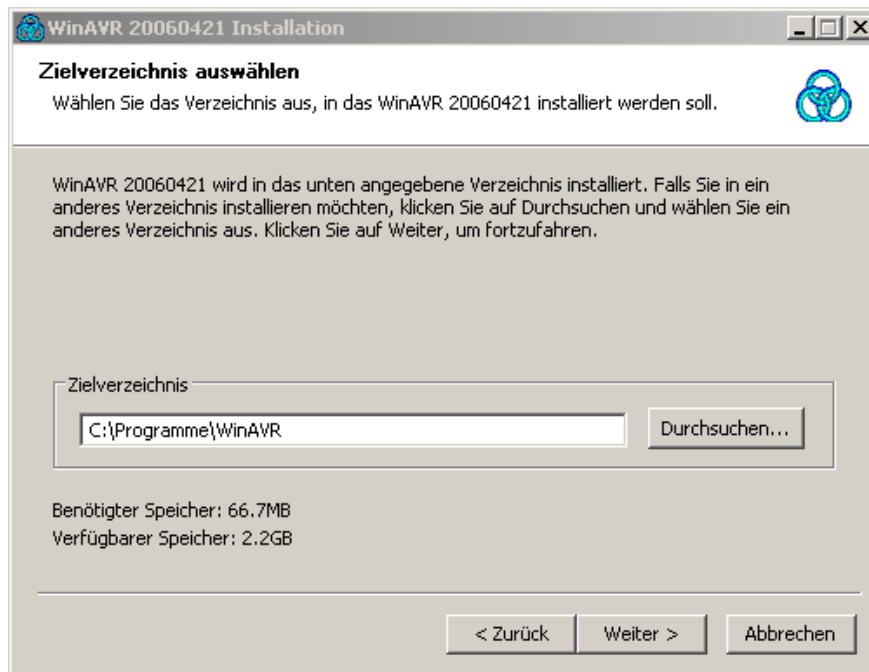 WinAVR 20060421 Installation
Zielverzeichnis auswählen
Wählen Sie das Verzeichnis aus, in das WinAVR 20060421 installiert werden soll.
WinAVR 20060421 wird in das unten angegebene Verzeichnis installiert. Falls Sie in ein
anderes Verzeichnis installieren möchten, klicken Sie auf Durchsuchen und wählen Sie ein
anderes Verzeichnis aus. Klicken Sie auf Weiter, um fortzufahren.
Zielverzeichnis
C:\Programme\WinAVR
Durchsuchen...
Benötigter Speicher: 66.7MB
Verfügbarer Speicher: 2.2GB
< Zurück
Weiter >
Abbrechen